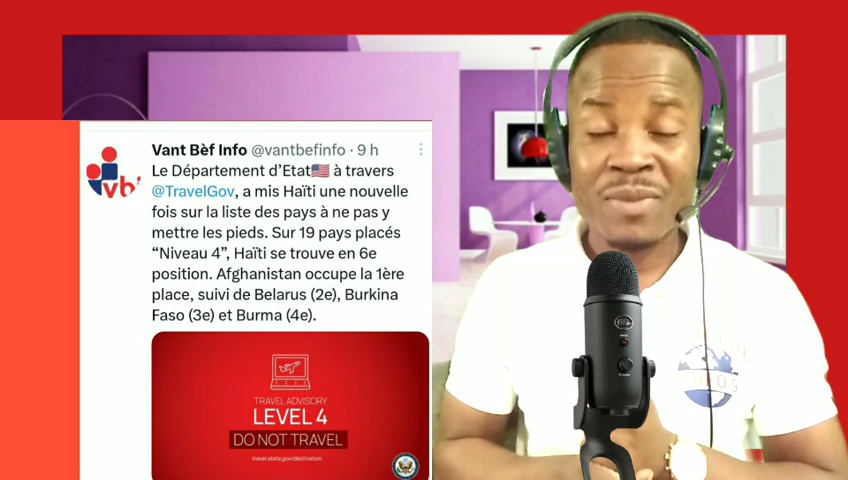 Vant Bèf Info @vantbefinfo · 9 h
Le Département d’Etat🇺🇸 à travers
@TravelGov, a mis Haïti une nouvelle
fois sur la liste des pays à ne pas y
mettre les pieds. Sur 19 pays placés
“Niveau 4”, Haïti se trouve en 6e
position. Afghanistan occupe la 1ère
place, suivi de Belarus (2e), Burkina
Faso (3e) et Burma (4e).
vb
TRAVEL ADVISORY
LEVEL 4
DO NOT TRAVEL
travel.state.gov/destination